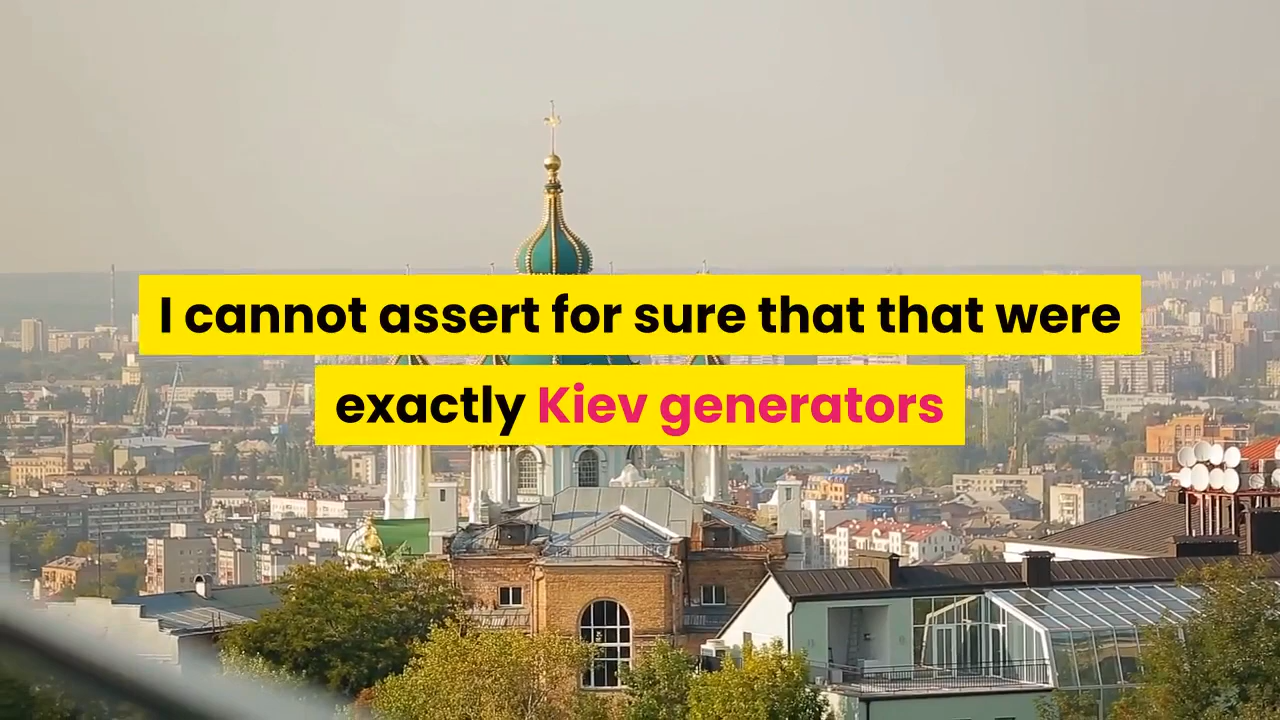 I cannot assert for sure that that were
exactly Kiev generators